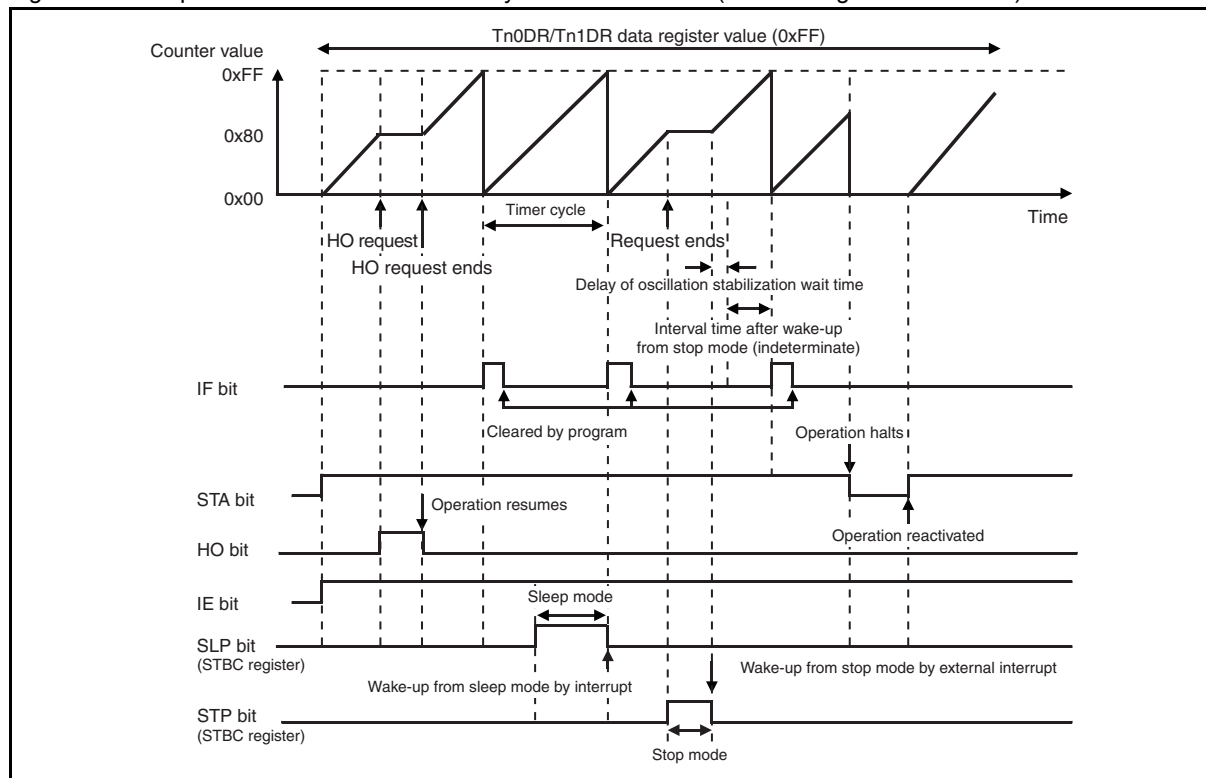 Tn0DR/Tn1DR data register value (0xFF)
Counter value
0xFF
0x80
0x00
Time
Timer cycle
HO request
HO request ends
Request ends
Delay of oscillation stabilization wait time
Interval time after wake-up
from stop mode (indeterminate)
IF bit
Cleared by program
Operation halts
STA bit
Operation resumes
Operation reactivated
HO bit
IE bit
Sleep mode
SLP bit
(STBC register)
Wake-up from sleep mode by interrupt
Wake-up from stop mode by external interrupt
STP bit
(STBC register)
Stop mode